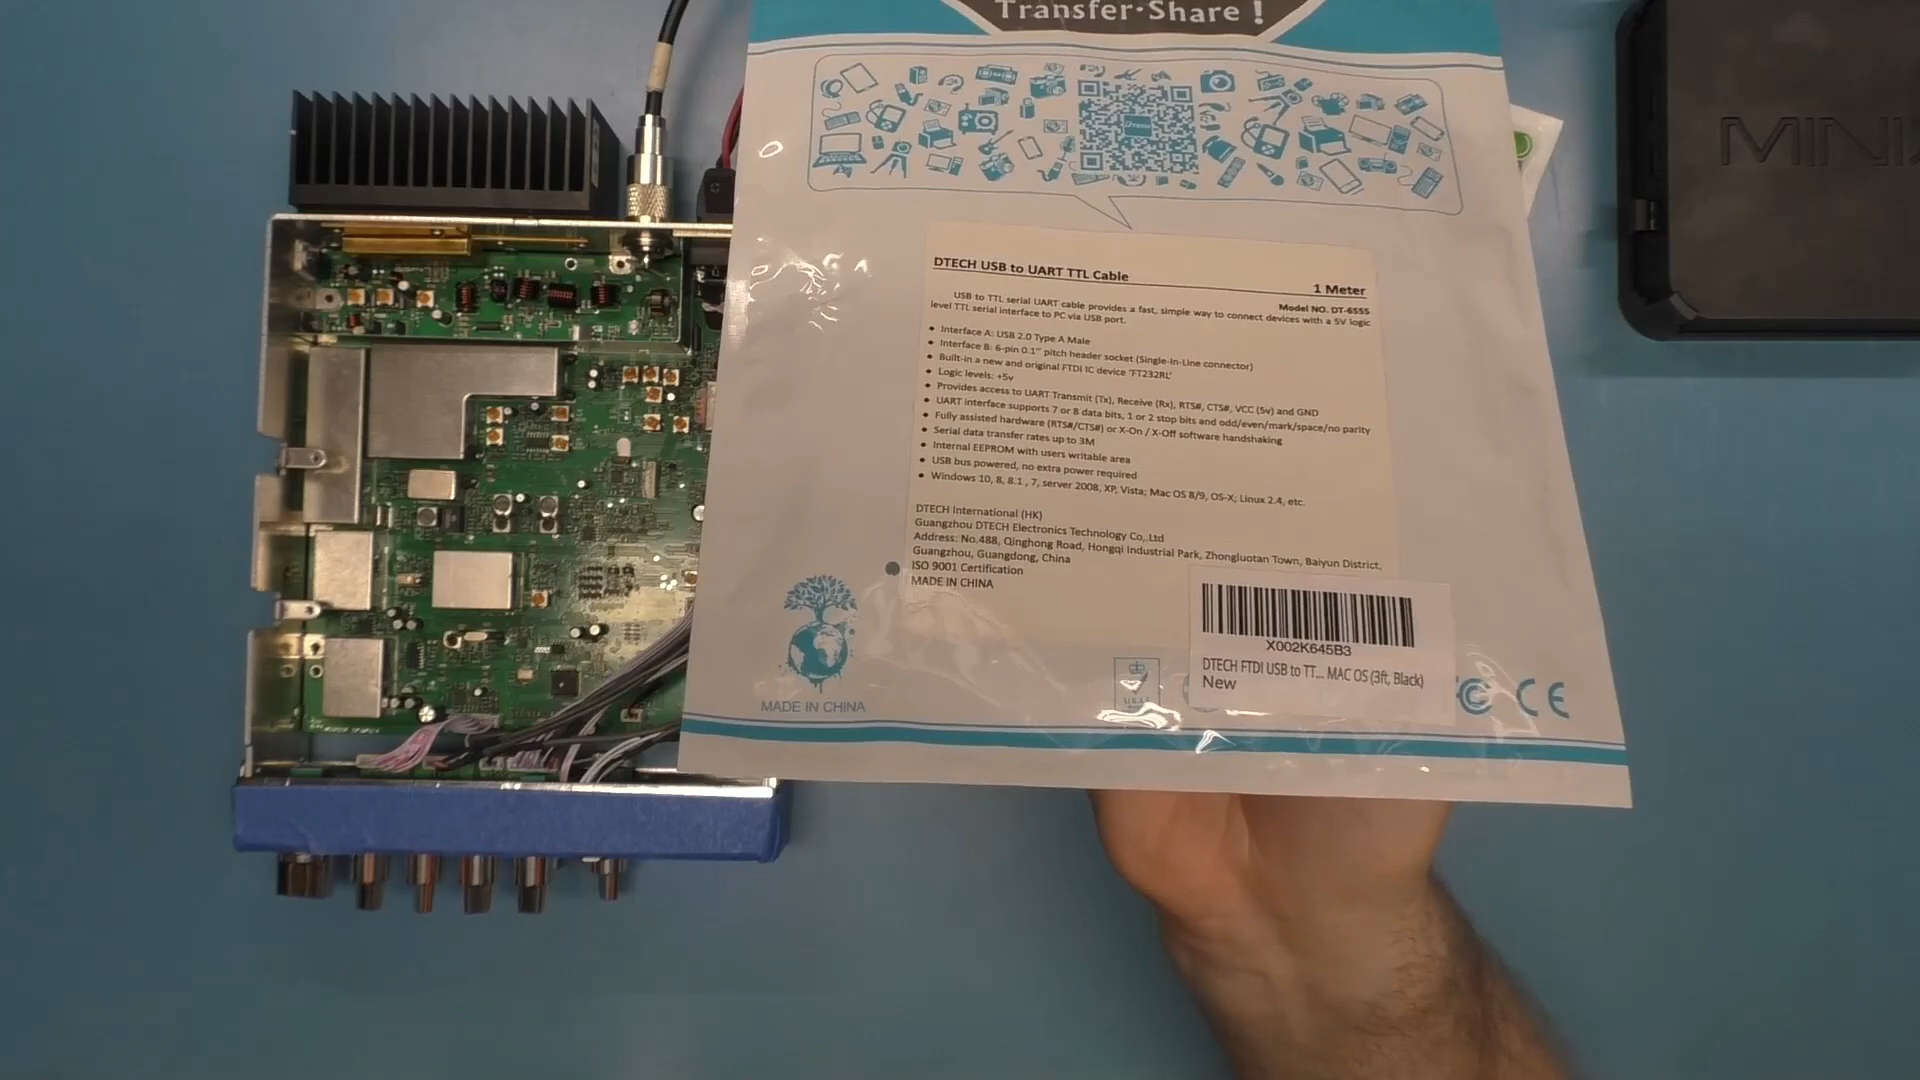 Transfer·Share !
MINIX
DTECH USB to UART TTL Cable
1 Meter
Model NO. DT-6555
USB to TTL serial UART cable provides a fast, simple way to connect devices with a 5V logic
level TTL serial interface to PC via USB port.
• Interface A: USB 2.0 Type A Male
• Interface B: 6-pin 0.1" pitch header socket (Single-In-Line connector)
• Built-in a new and original FTDI IC device 'FT232RL'
• Logic levels: +5v
• Provides access to UART Transmit (Tx), Receive (Rx), RTS#, CTS#, VCC (5v) and GND
• UART interface supports 7 or 8 data bits, 1 or 2 stop bits and odd/even/mark/space/no parity
• Fully assisted hardware (RTS#/CTS#) or X-On / X-Off software handshaking
• Serial data transfer rates up to 3M
• Internal EEPROM with users writable area
• USB bus powered, no extra power required
• Windows 10, 8, 8.1 , 7, server 2008, XP, Vista; Mac OS 8/9, OS-X; Linux 2.4, etc.
DTECH International (HK)
Guangzhou DTECH Electronics Technology Co,.Ltd
Address: No.488, Qinghong Road, Hongqi Industrial Park, Zhongluotan Town, Baiyun District,
Guangzhou, Guangdong, China
ISO 9001 Certification
MADE IN CHINA
X002K645B3
DTECH FTDI USB to TT... MAC OS (3ft, Black)
New
MADE IN CHINA
UKAS
CE